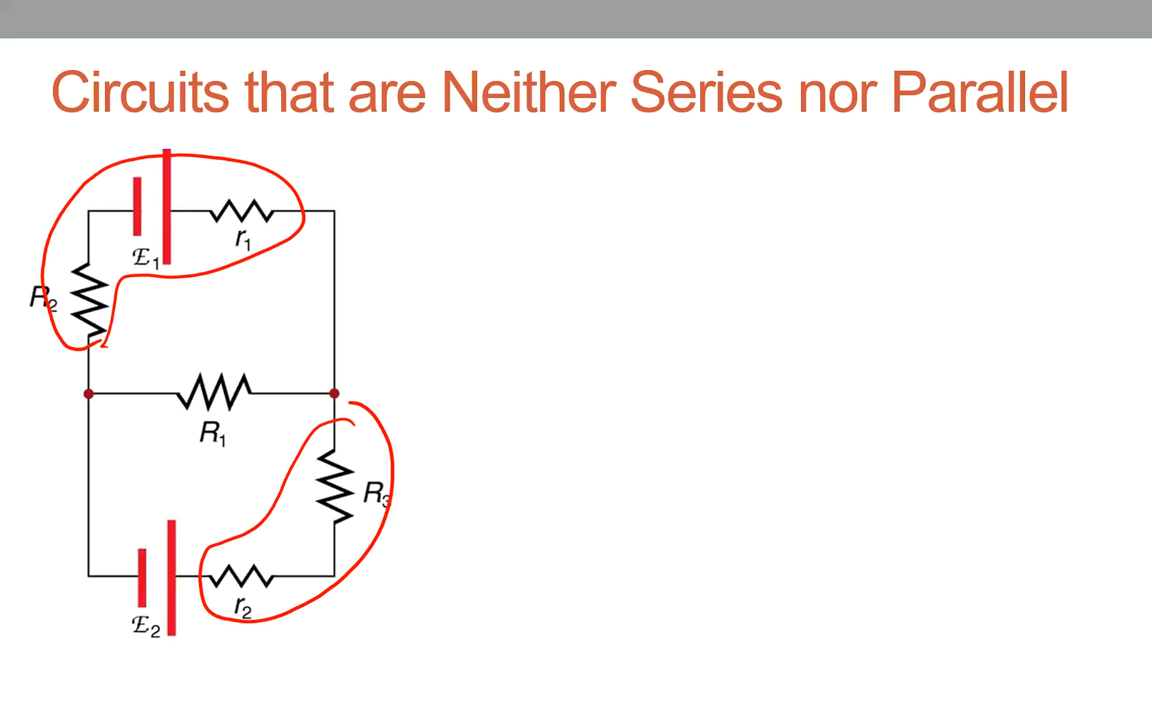 Circuits that are Neither Series nor Parallel
ℰ₁
r₁
R₂
R₁
R₃
ℰ₂
r₂